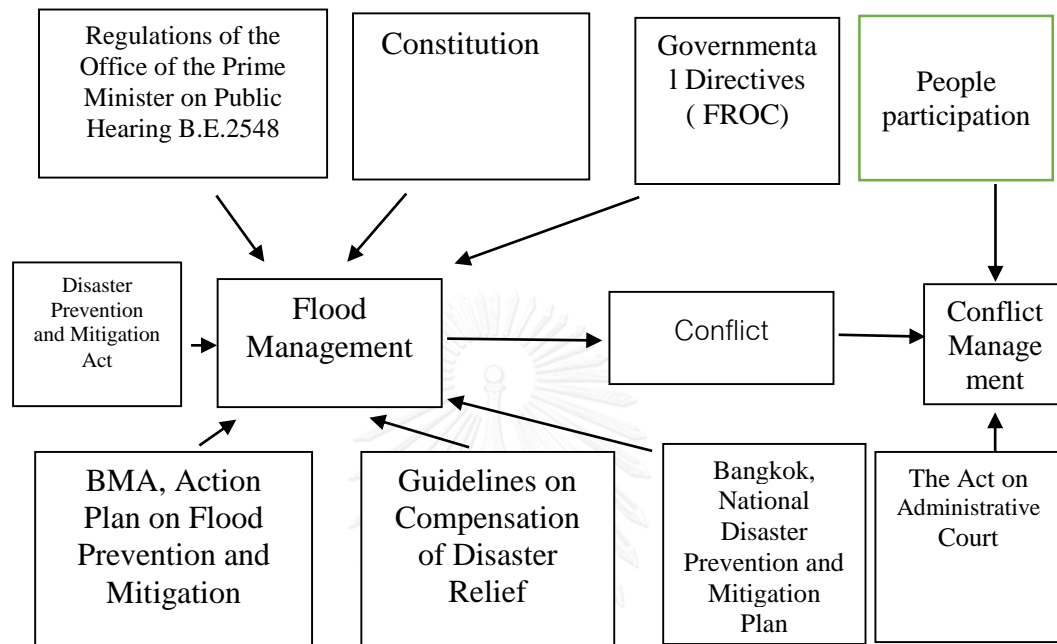 Regulations of the
Office of the Prime
Minister on Public
Hearing B.E.2548
Constitution
Governmenta
l Directives
( FROC)
People
participation
Disaster
Prevention
and Mitigation
Act
Flood
Management
Conflict
Conflict
Manage
ment
BMA, Action
Plan on Flood
Prevention and
Mitigation
Guidelines on
Compensation
of Disaster
Relief
Bangkok,
National
Disaster
Prevention and
Mitigation
Plan
The Act on
Administrative
Court